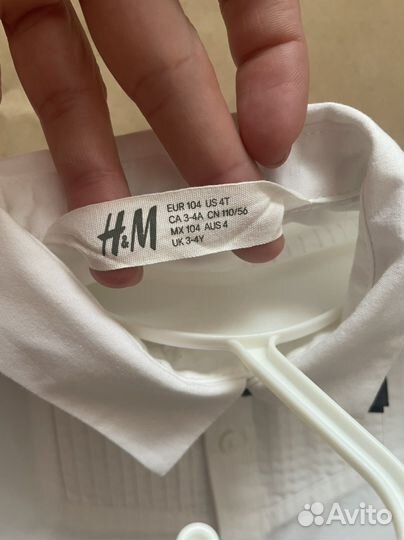 H&M
EUR 104 US 4T
CA 3-4A CN 110/56
MX 104 AUS 4
UK 3-4Y
Avito